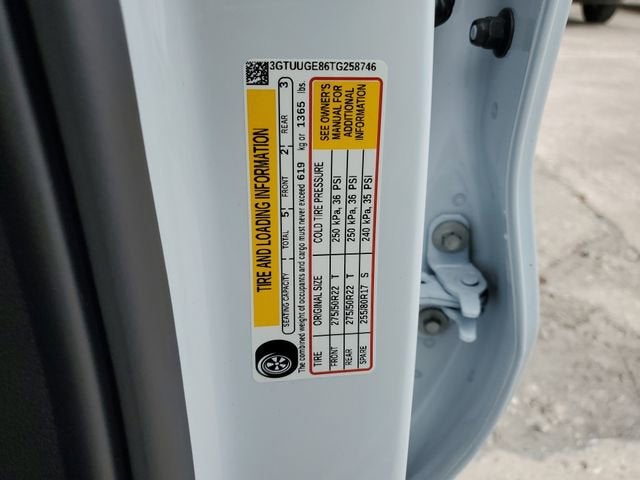 3GTUUGE86TG258746
TIRE AND LOADING INFORMATION
SEATING CAPACITY TOTAL 5 FRONT 2 REAR 3
The combined weight of occupants and cargo must never exceed 619 kg or 1365 lbs.
TIRE ORIGINAL SIZE COLD TIRE PRESSURE
FRONT 275/50R22 T 250 kPa, 36 PSI
REAR 275/50R22 T 250 kPa, 36 PSI
SPARE 255/80R17 S 240 kPa, 35 PSI
SEE OWNER'S
MANUAL FOR
ADDITIONAL
INFORMATION